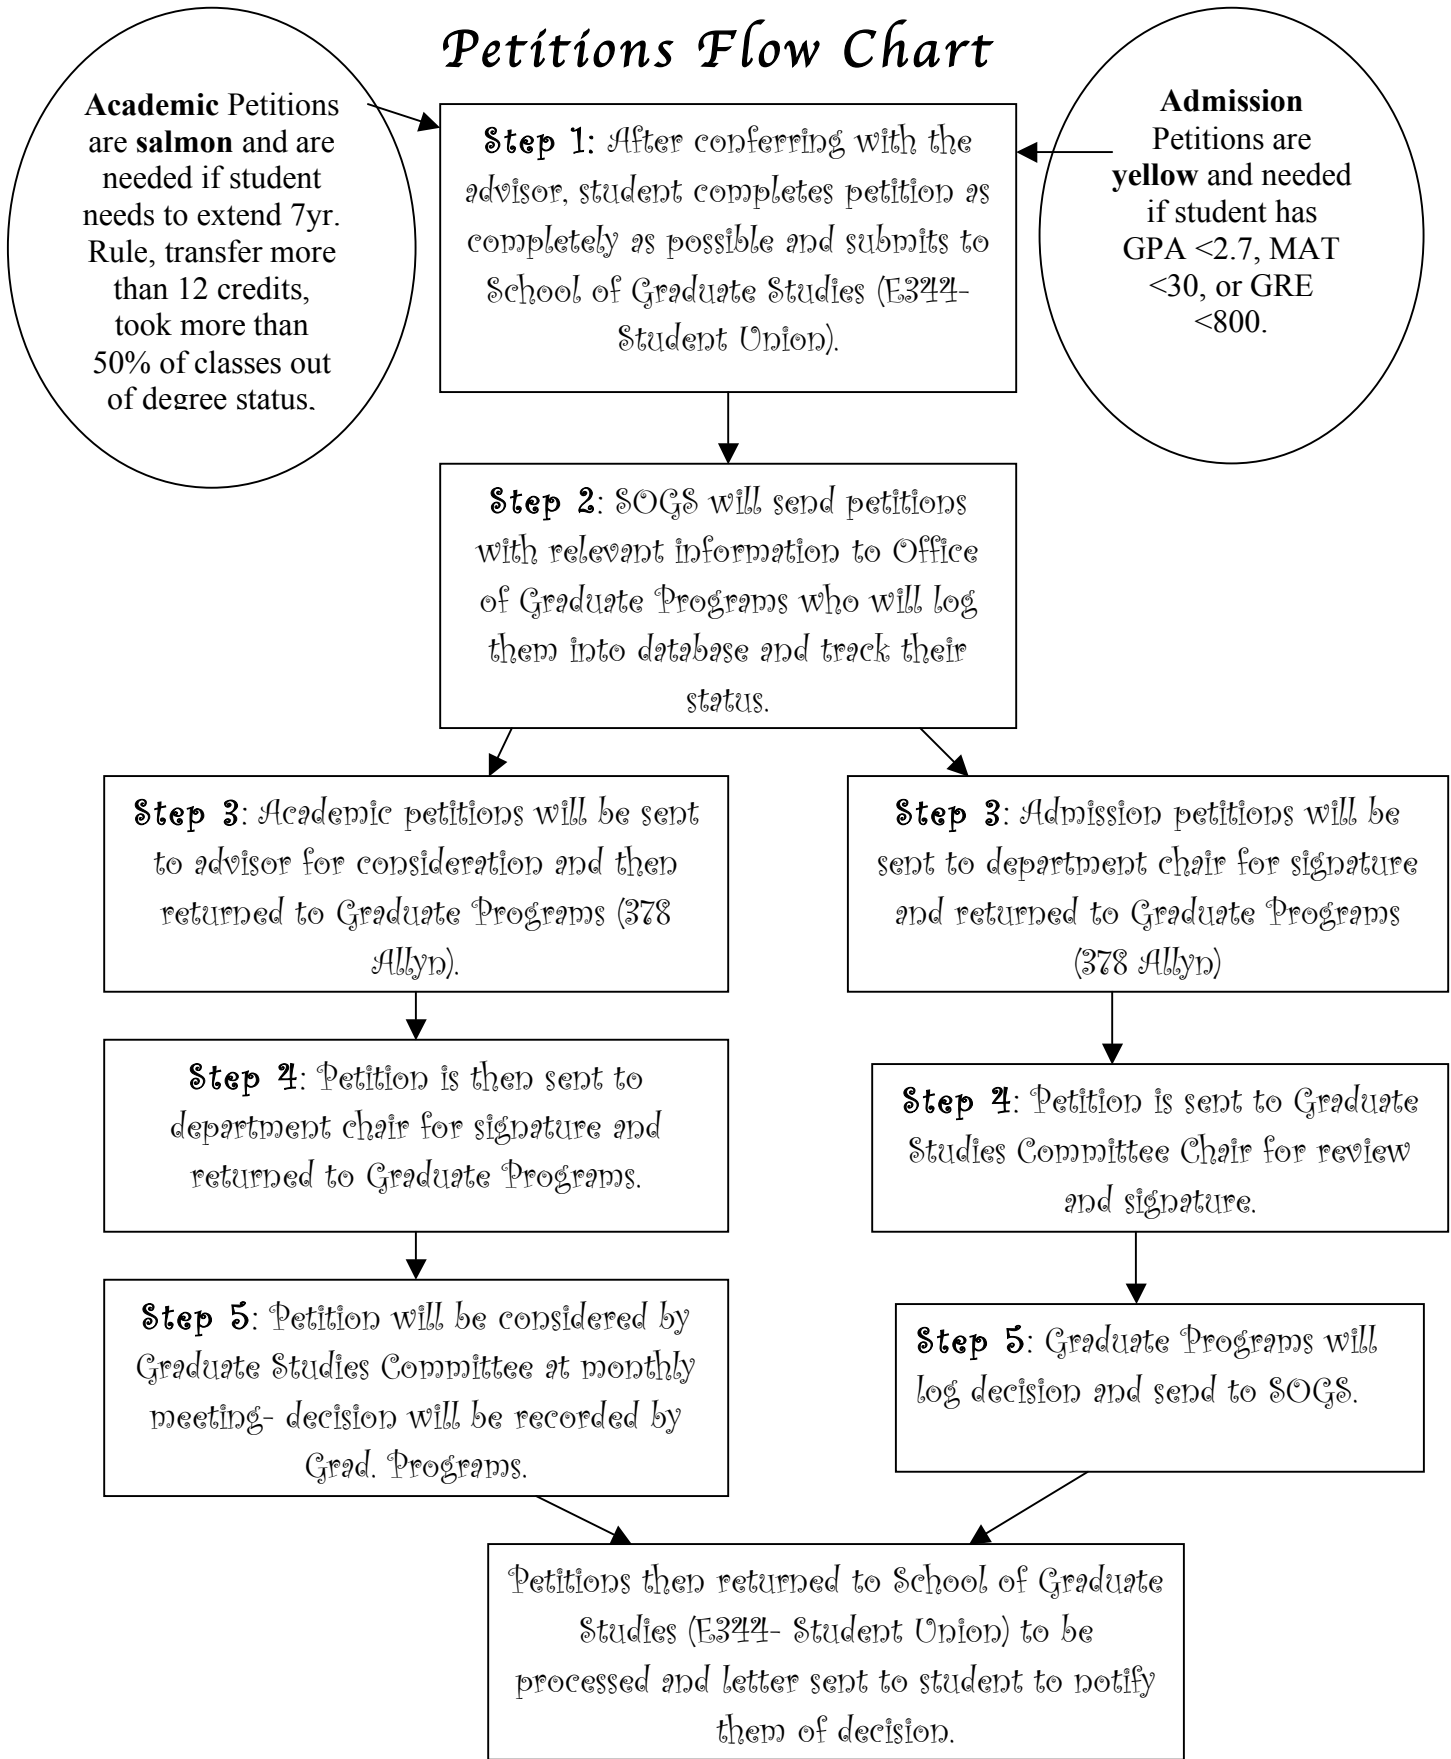 Petitions Flow Chart
Academic Petitions
are salmon and are
needed if student
needs to extend 7yr.
Rule, transfer more
than 12 credits,
took more than
50% of classes out
of degree status,
Step 1: After conferring with the
advisor, student completes petition as
completely as possible and submits to
School of Graduate Studies (E344-
Student Union).
Admission
Petitions are
yellow and needed
if student has
GPA <2.7, MAT
<30, or GRE
<800.
Step 2: SOGS will send petitions
with relevant information to Office
of Graduate Programs who will log
them into database and track their
status.
Step 3: Academic petitions will be sent
to advisor for consideration and then
returned to Graduate Programs (378
Allyn).
Step 3: Admission petitions will be
sent to department chair for signature
and returned to Graduate Programs
(378 Allyn)
Step 4: Petition is then sent to
department chair for signature and
returned to Graduate Programs.
Step 4: Petition is sent to Graduate
Studies Committee Chair for review
and signature.
Step 5: Petition will be considered by
Graduate Studies Committee at monthly
meeting- decision will be recorded by
Grad. Programs.
Step 5: Graduate Programs will
log decision and send to SOGS.
Petitions then returned to School of Graduate
Studies (E344- Student Union) to be
processed and letter sent to student to notify
them of decision.